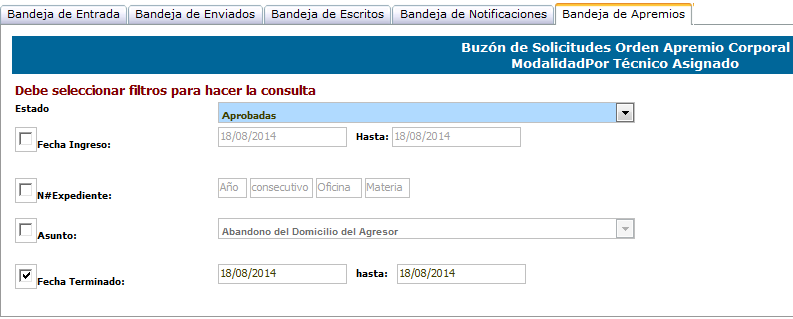 Bandeja de Entrada Bandeja de Enviados Bandeja de Escritos Bandeja de Notificaciones Bandeja de Apremios
Buzón de Solicitudes Orden Apremio Corporal
ModalidadPor Técnico Asignado
Debe seleccionar filtros para hacer la consulta
Estado Aprobadas
Fecha Ingreso: 18/08/2014 Hasta: 18/08/2014
N#Expediente: Año consecutivo Oficina Materia
Asunto: Abandono del Domicilio del Agresor
Fecha Terminado: 18/08/2014 hasta: 18/08/2014